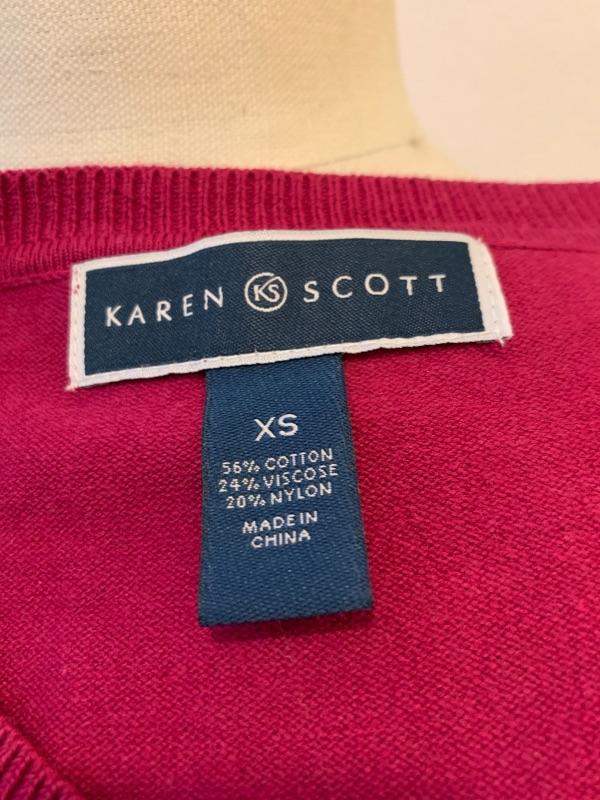 KAREN KS SCOTT
XS
56% COTTON
24% VISCOSE
20% NYLON
MADE IN
CHINA